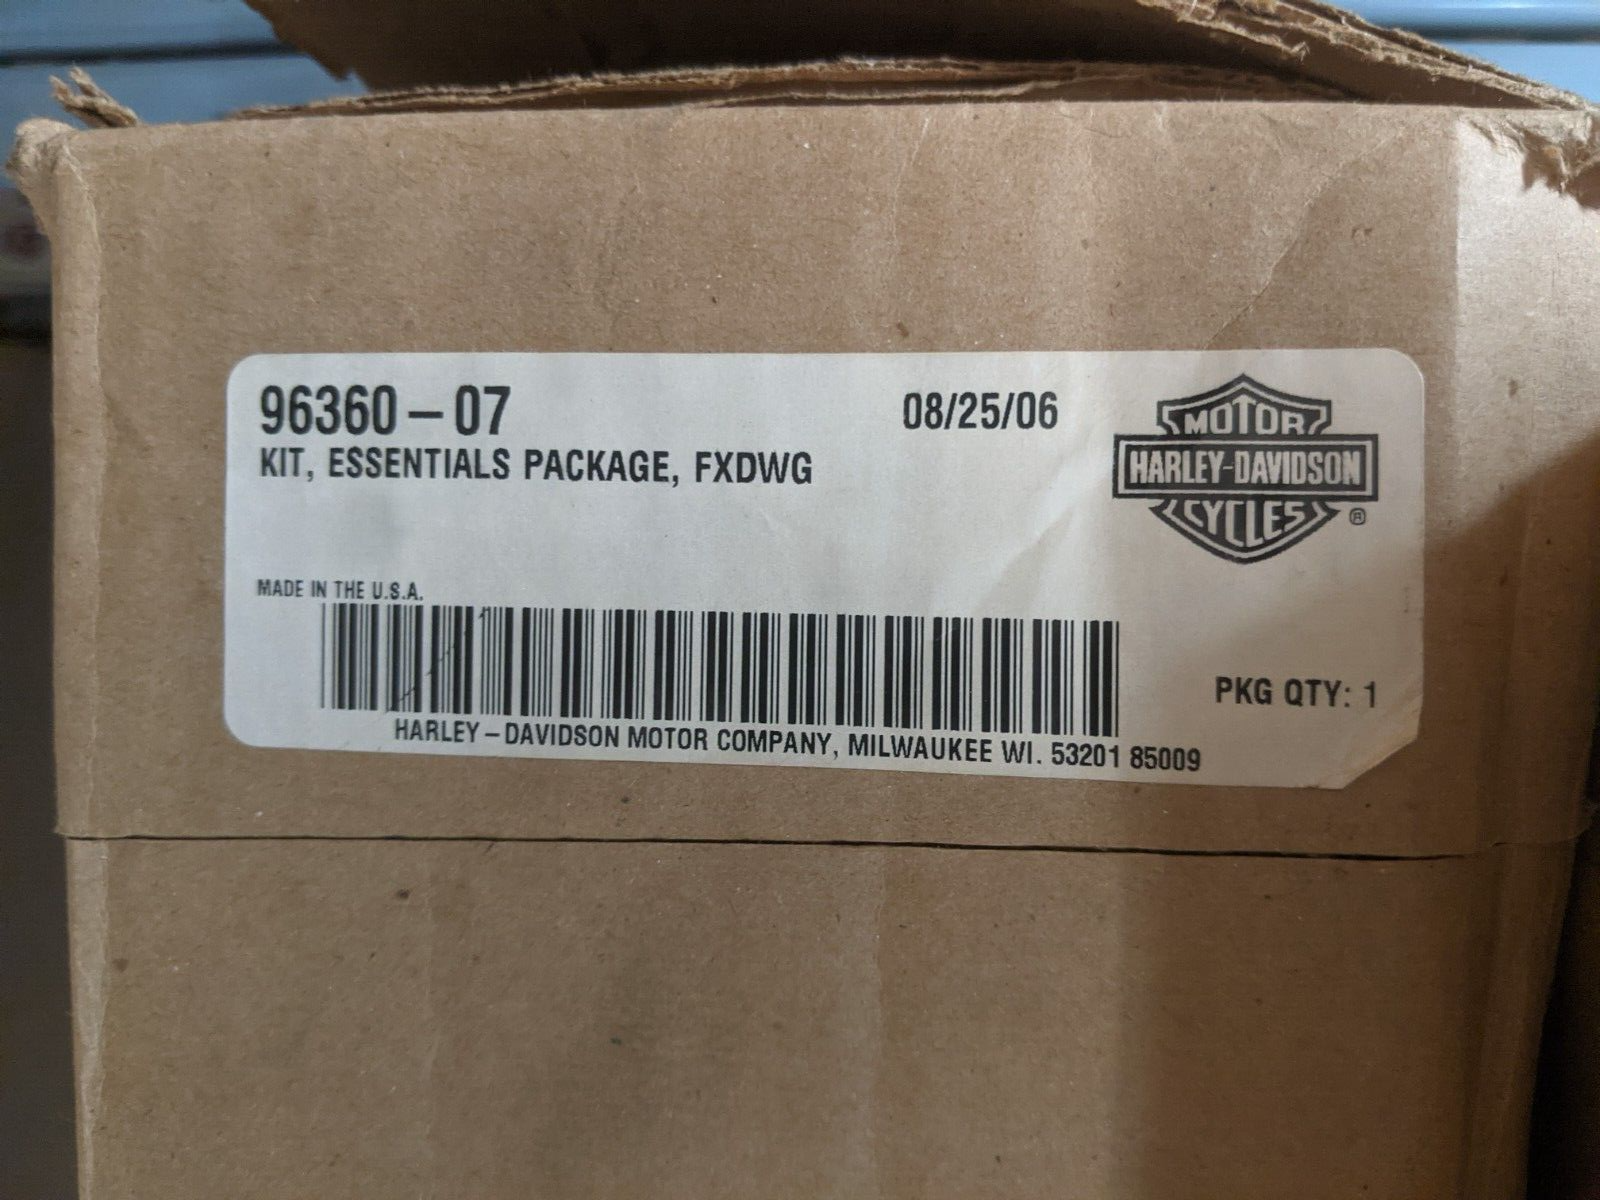 96360-07
08/25/06
KIT, ESSENTIALS PACKAGE, FXDWG
MOTOR
HARLEY-DAVIDSON
CYCLES
®
MADE IN THE U.S.A.
PKG QTY: 1
HARLEY-DAVIDSON MOTOR COMPANY, MILWAUKEE WI. 53201 85009